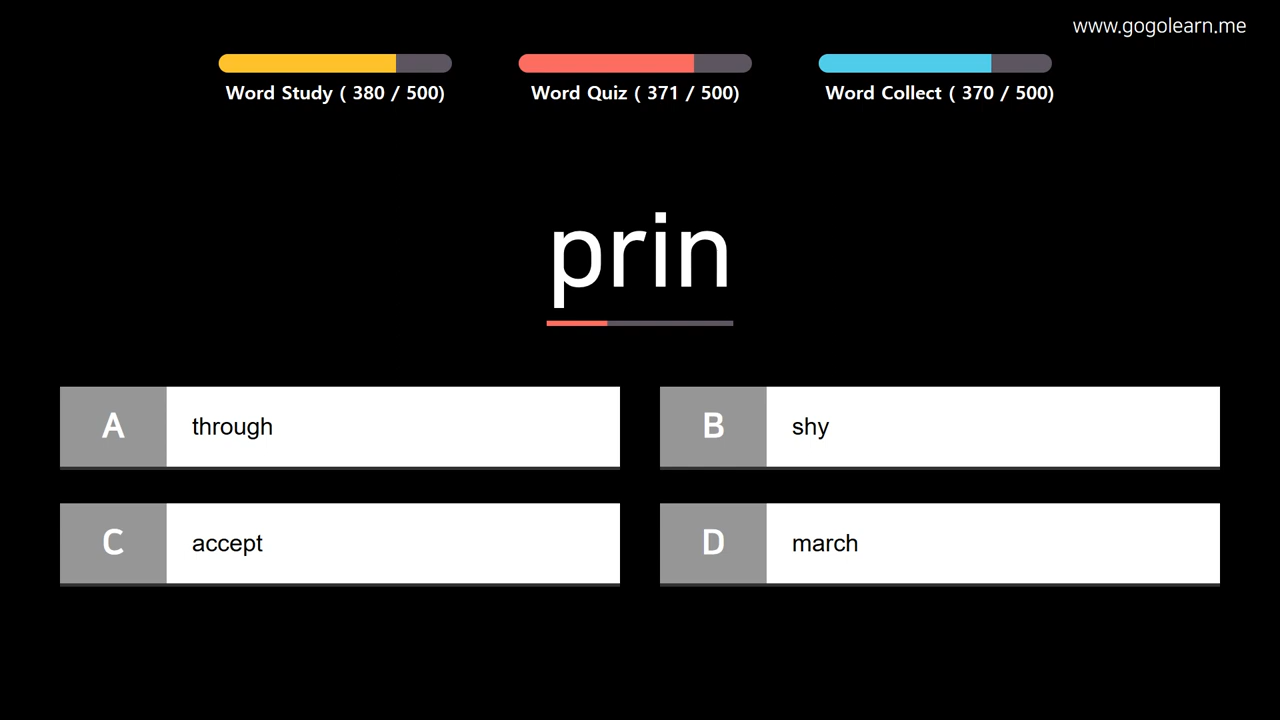 www.gogolearn.me
Word Study ( 380 / 500)
Word Quiz ( 371 / 500)
Word Collect ( 370 / 500)
prin
A through
B shy
C accept
D march